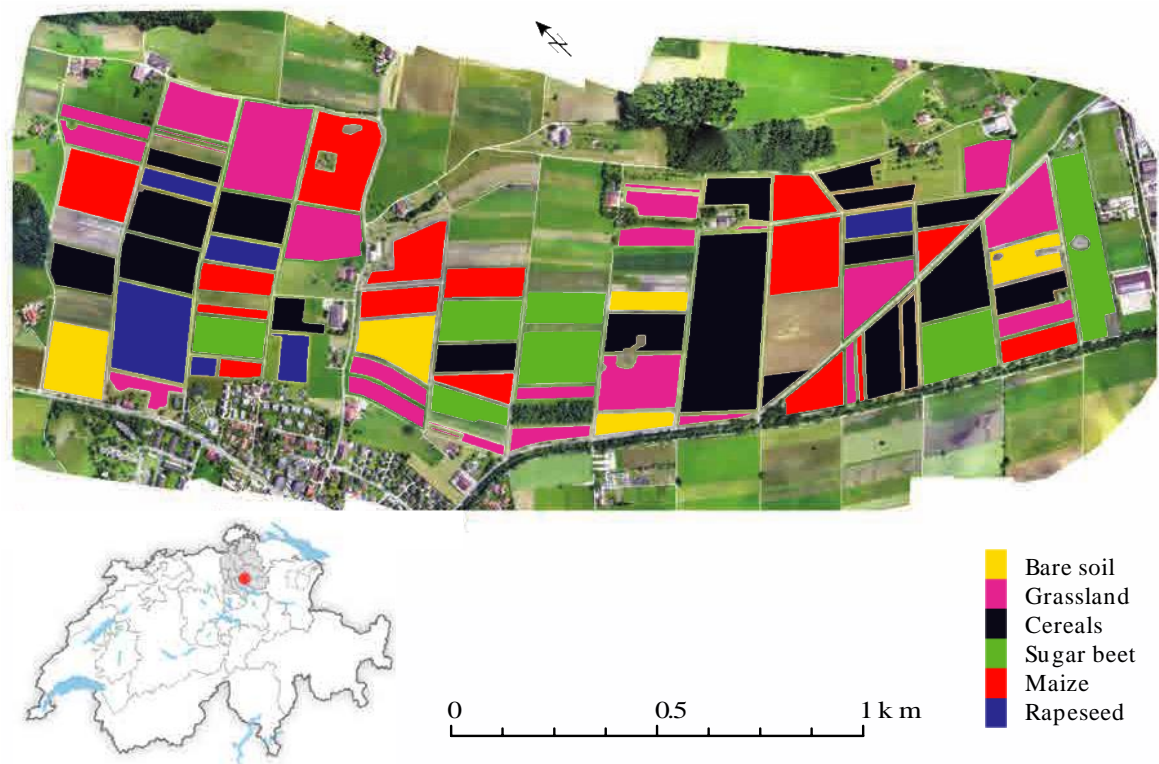 N
Bare soil
Grassland
Cereals
Sugar beet
Maize
Rapeseed
0 0.5 1 km